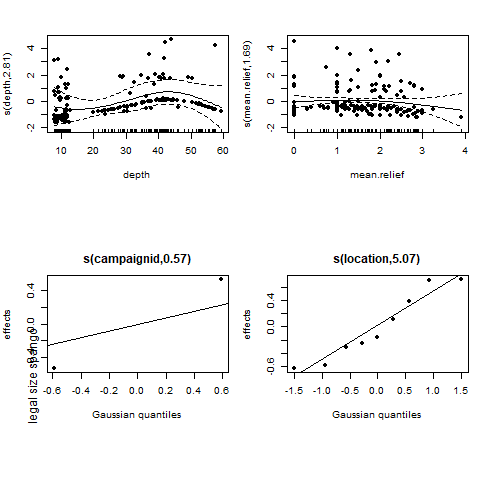 s(depth,2.81)
-2 0 2 4
10 20 30 40 50 60
depth
s(mean.relief,1.69)
-2 0 2 4
0 1 2 3 4
mean.relief
s(campaignid,0.57)
effects
legal size spango
-0.4 0.0 0.4
-0.6 -0.4 -0.2 0.0 0.2 0.4 0.6
Gaussian quantiles
s(location,5.07)
effects
-0.6 0.0 0.6
-1.5 -1.0 -0.5 0.0 0.5 1.0 1.5
Gaussian quantiles